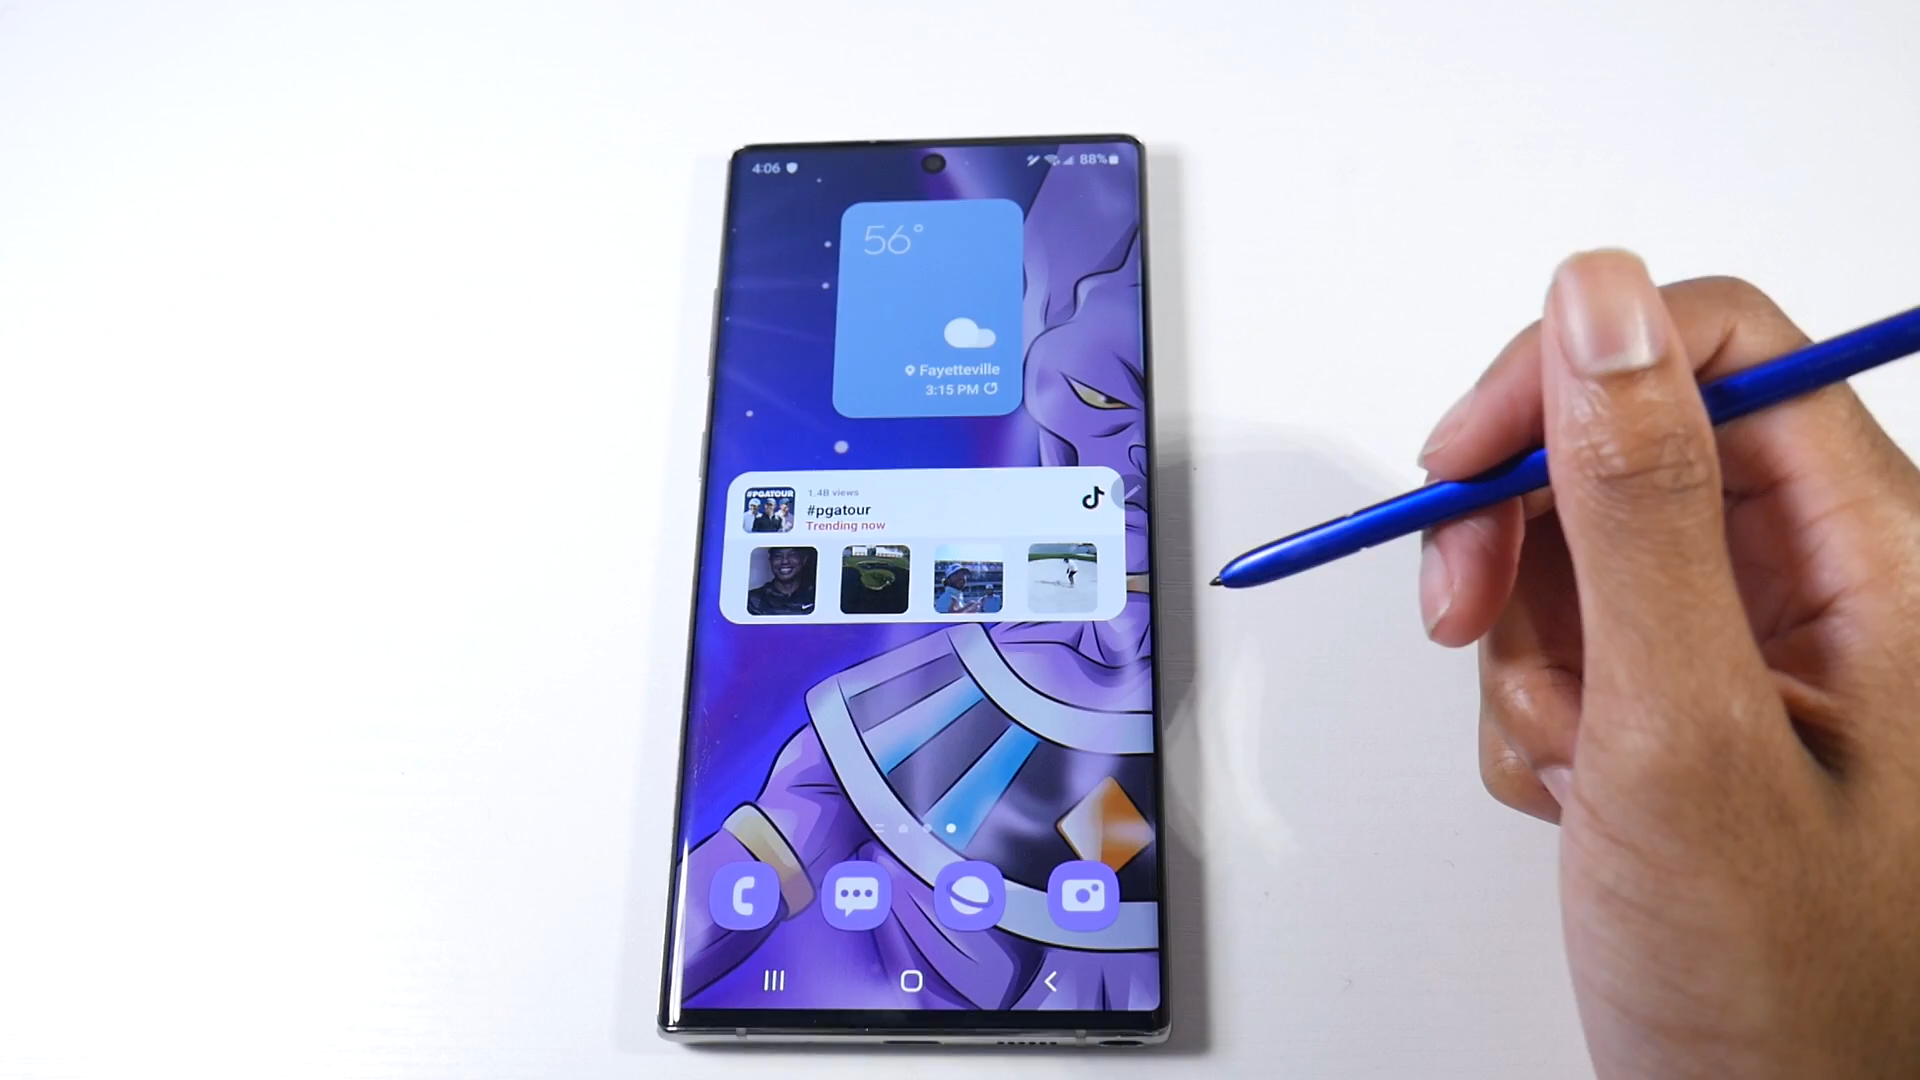 4:06
88%
56°
Fayetteville
3:15 PM
#PGATOUR
1.4B views
#pgatour
Trending now